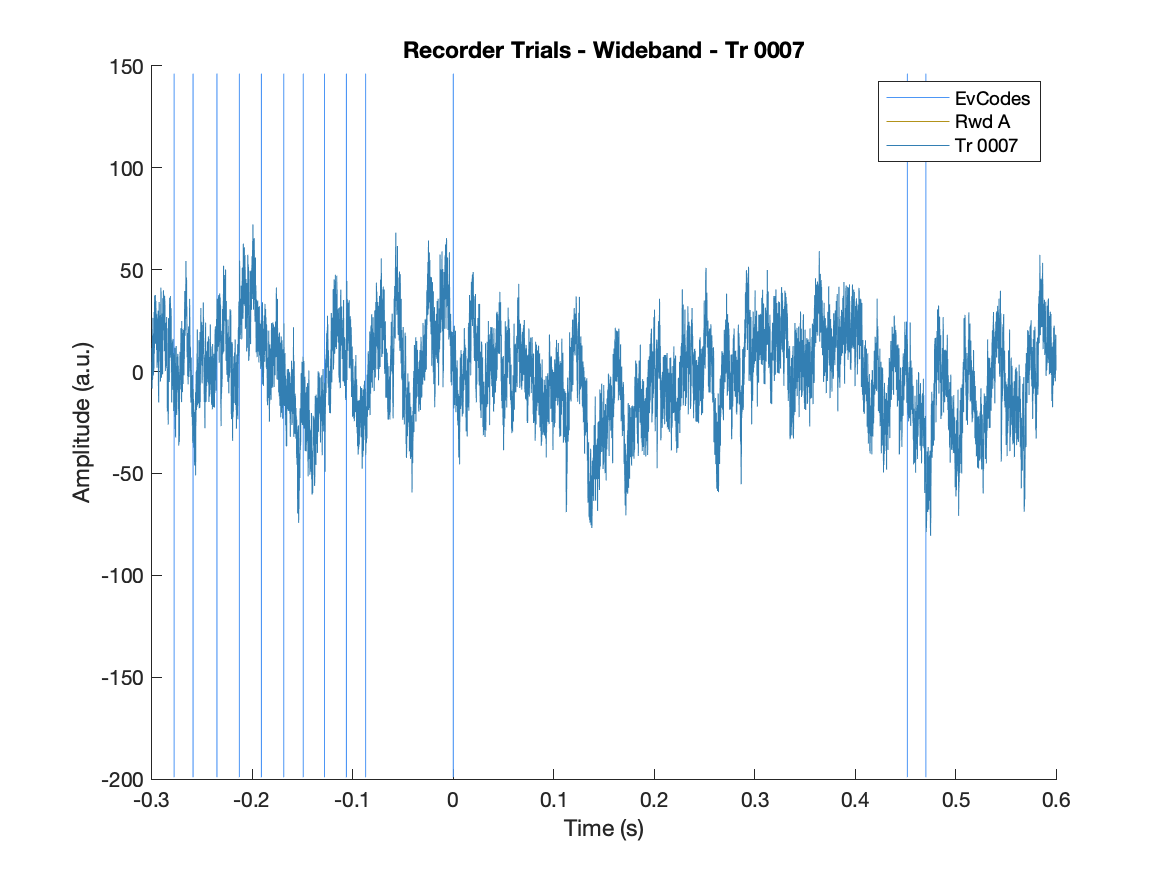 Recorder Trials - Wideband - Tr 0007
150
100
50
0
-50
-100
-150
-200
Amplitude (a.u.)
EvCodes
Rwd A
Tr 0007
-0.3 -0.2 -0.1 0 0.1 0.2 0.3 0.4 0.5 0.6
Time (s)